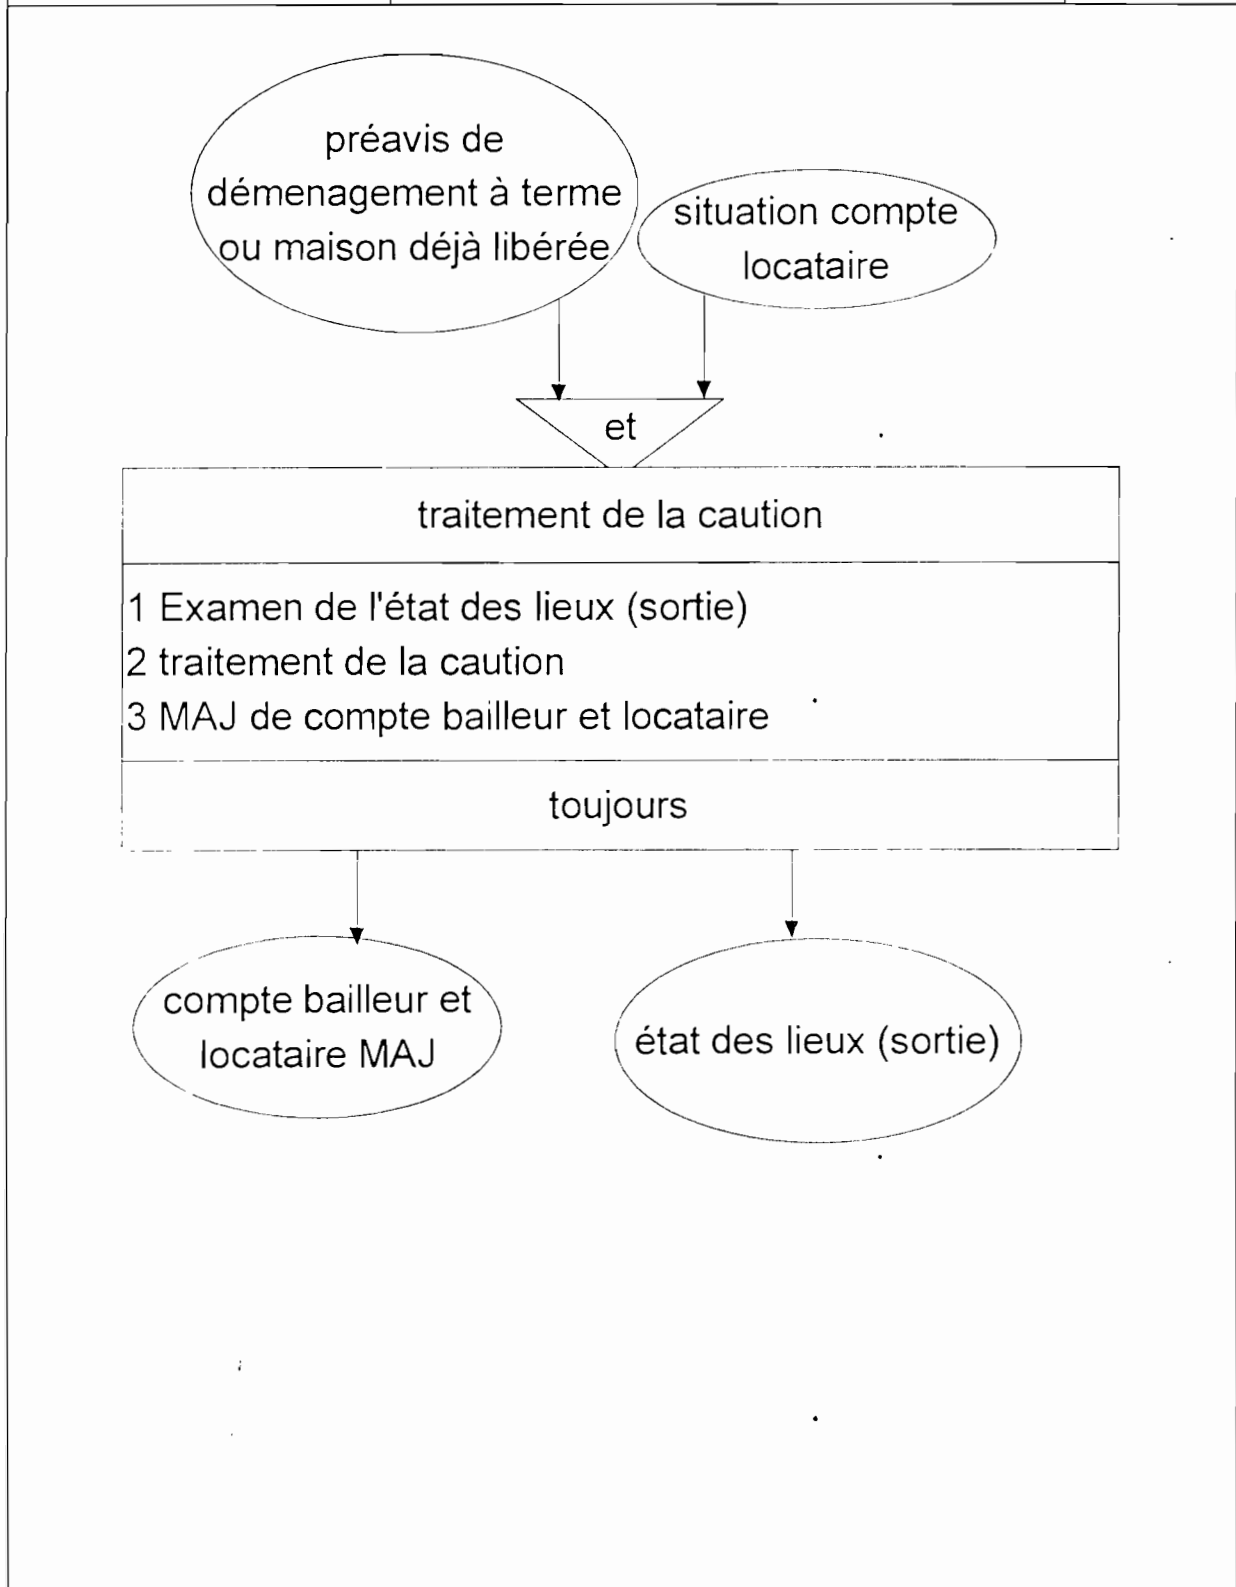 préavis de
démenagement à terme
ou maison déjà libérée
situation compte
locataire
et
traitement de la caution
1 Examen de l'état des lieux (sortie)
2 traitement de la caution
3 MAJ de compte bailleur et locataire
toujours
compte bailleur et
locataire MAJ
état des lieux (sortie)